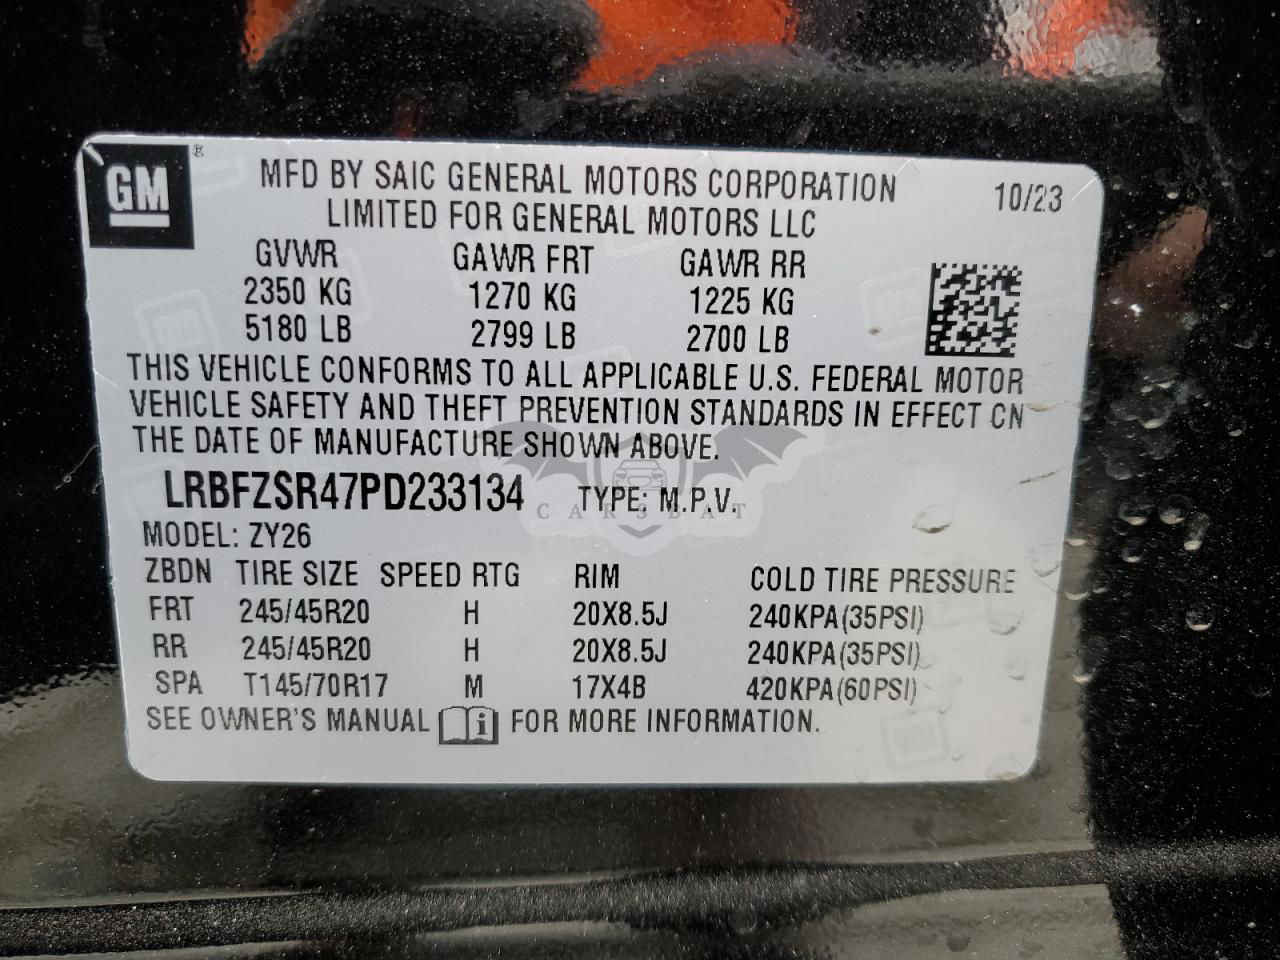 GM ®
MFD BY SAIC GENERAL MOTORS CORPORATION 10/23
LIMITED FOR GENERAL MOTORS LLC
GVWR GAWR FRT GAWR RR
2350 KG 1270 KG 1225 KG
5180 LB 2799 LB 2700 LB
THIS VEHICLE CONFORMS TO ALL APPLICABLE U.S. FEDERAL MOTOR
VEHICLE SAFETY AND THEFT PREVENTION STANDARDS IN EFFECT ON
THE DATE OF MANUFACTURE SHOWN ABOVE.
LRBFZSR47PD233134 TYPE: M.P.V.
CARSBAT
MODEL: ZY26
ZBDN TIRE SIZE SPEED RTG RIM COLD TIRE PRESSURE
FRT 245/45R20 H 20X8.5J 240KPA(35PSI)
RR 245/45R20 H 20X8.5J 240KPA(35PSI)
SPA T145/70R17 M 17X4B 420KPA(60PSI)
SEE OWNER'S MANUAL i FOR MORE INFORMATION.